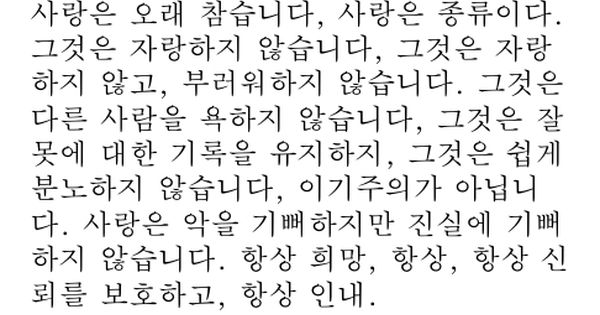 사랑은 오래 참습니다, 사랑은 종류이다.
그것은 자랑하지 않습니다, 그것은 자랑
하지 않고, 부러워하지 않습니다. 그것은
다른 사람을 욕하지 않습니다, 그것은 잘
못에 대한 기록을 유지하지, 그것은 쉽게
분노하지 않습니다, 이기주의가 아닙니
다. 사랑은 악을 기뻐하지만 진실에 기뻐
하지 않습니다. 항상 희망, 항상, 항상 신
뢰를 보호하고, 항상 인내.